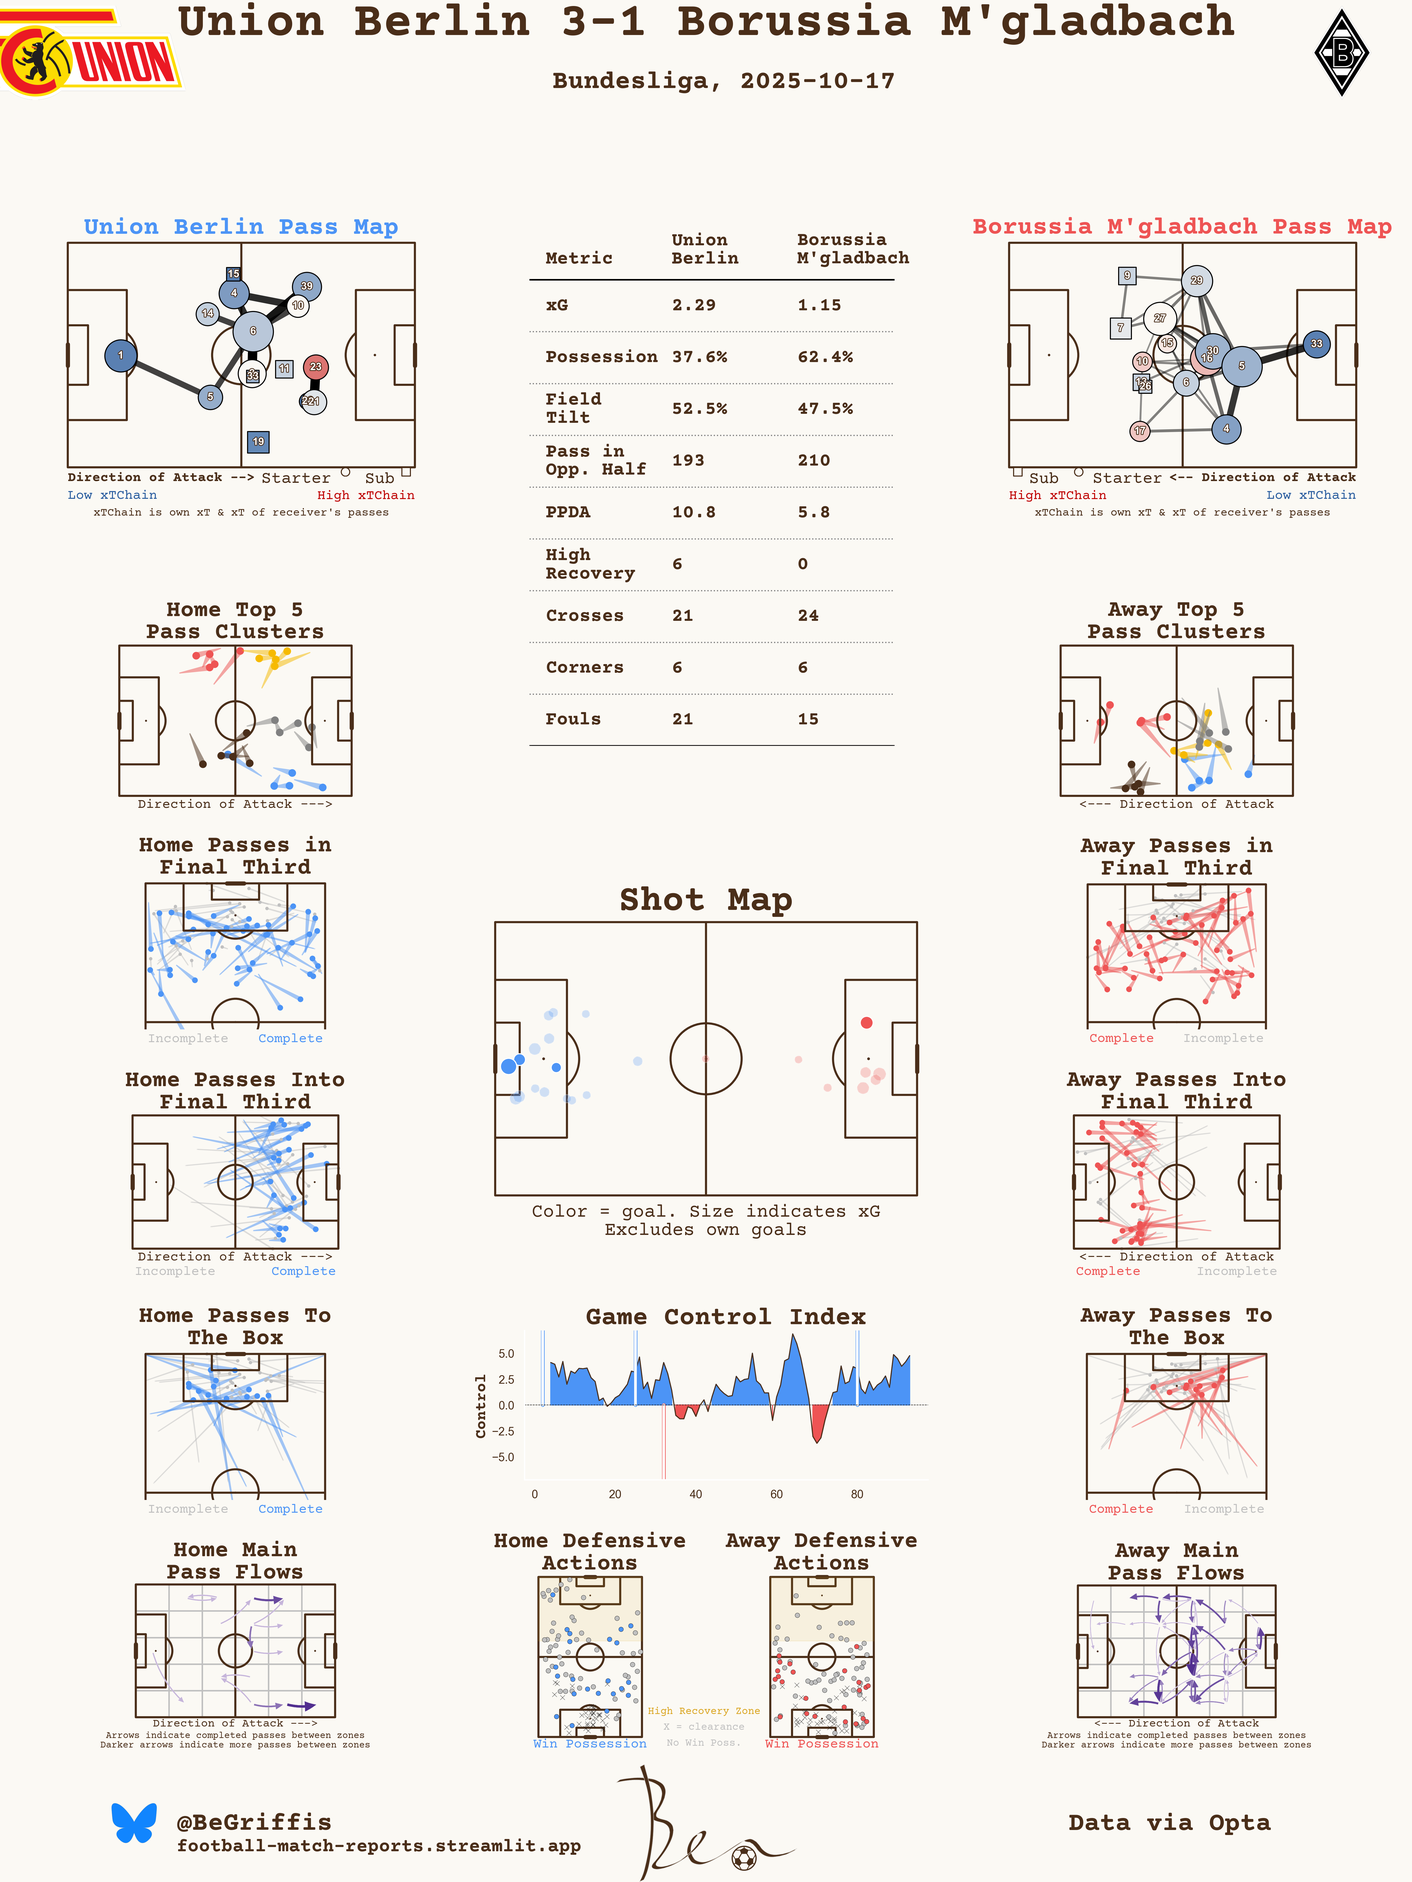 Union Berlin 3-1 Borussia M'gladbach
UNION
B
Bundesliga, 2025-10-17
Union Berlin Pass Map
15
4
39
10
14
6
1
33
11
23
5
21
19
Direction of Attack --> Starter Sub
Low xTChain High xTChain
xTChain is own xT & xT of receiver's passes
Metric Union Berlin Borussia M'gladbach
xG 2.29 1.15
Possession 37.6% 62.4%
Field Tilt 52.5% 47.5%
Pass in Opp. Half 193 210
PPDA 10.8 5.8
High Recovery 6 0
Crosses 21 24
Corners 6 6
Fouls 21 15
Borussia M'gladbach Pass Map
9
29
27
7
15
30
33
10
16
5
6
26
17
4
Sub Starter <-- Direction of Attack
High xTChain Low xTChain
xTChain is own xT & xT of receiver's passes
Home Top 5
Pass Clusters
Direction of Attack --->
Away Top 5
Pass Clusters
<--- Direction of Attack
Home Passes in
Final Third
Incomplete Complete
Away Passes in
Final Third
Complete Incomplete
Shot Map
Color = goal. Size indicates xG
Excludes own goals
Home Passes Into
Final Third
Direction of Attack --->
Incomplete Complete
Away Passes Into
Final Third
<--- Direction of Attack
Complete Incomplete
Home Passes To
The Box
Incomplete Complete
Game Control Index
Control
5.0
2.5
0.0
−2.5
−5.0
0 20 40 60 80
Away Passes To
The Box
Complete Incomplete
Home Main
Pass Flows
Direction of Attack --->
Arrows indicate completed passes between zones
Darker arrows indicate more passes between zones
Home Defensive
Actions
Win Possession
High Recovery Zone
X = clearance
No Win Poss.
Away Defensive
Actions
Win Possession
Away Main
Pass Flows
<--- Direction of Attack
Arrows indicate completed passes between zones
Darker arrows indicate more passes between zones
@BeGriffis
football-match-reports.streamlit.app
Ben
Data via Opta